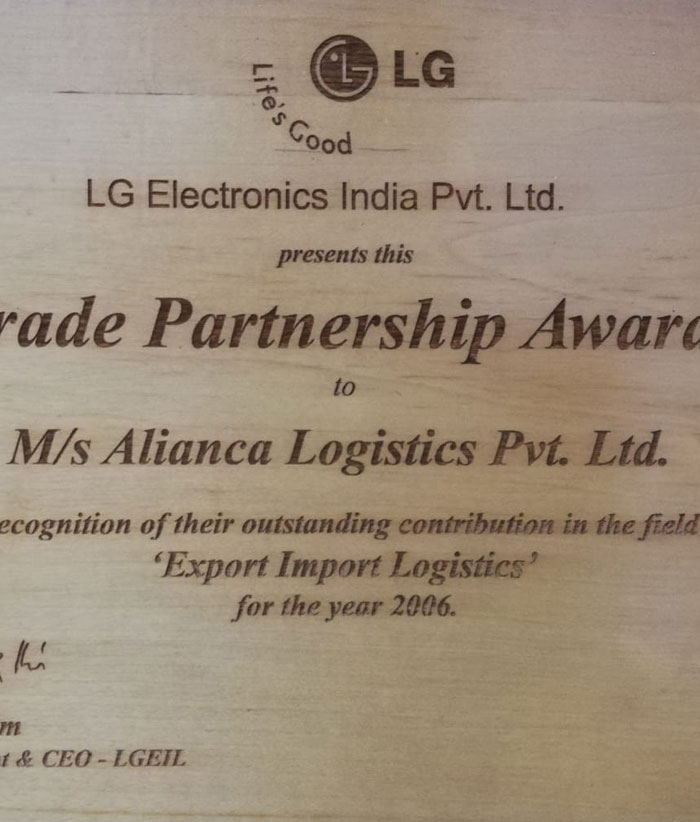 LG
Life's Good
LG Electronics India Pvt. Ltd.
presents this
rade Partnership Award
to
M/s Alianca Logistics Pvt. Ltd.
ecognition of their outstanding contribution in the field
‘Export Import Logistics’
for the year 2006.
m
t & CEO - LGEIL